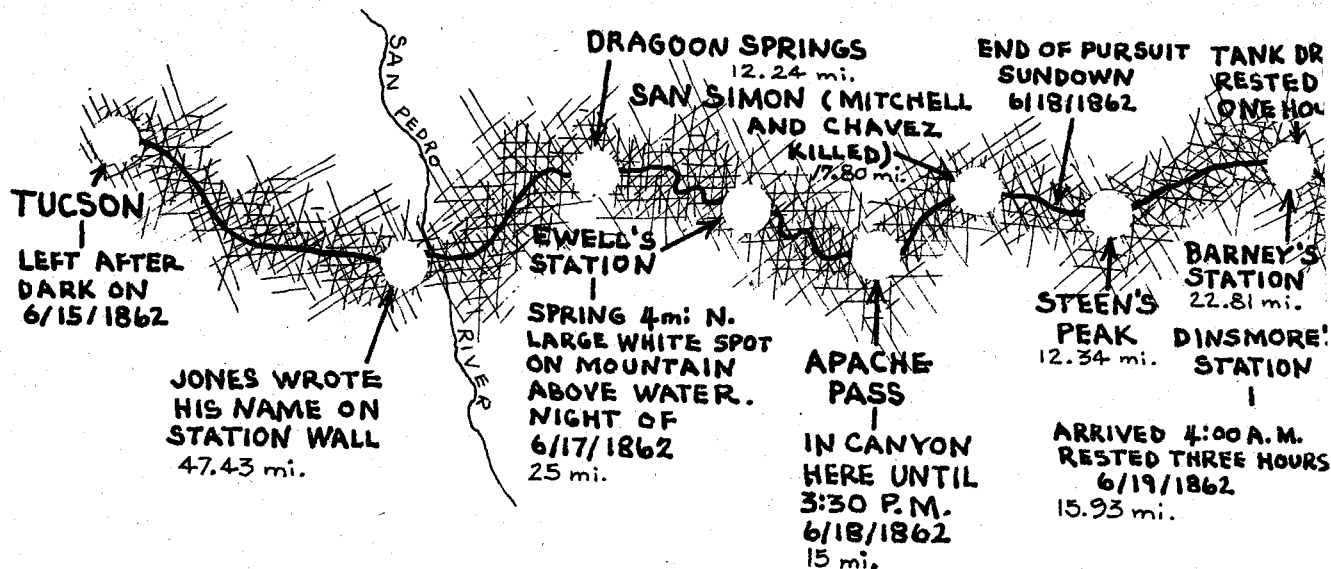 TUCSON
LEFT AFTER
DARK ON
6/15/1862
JONES WROTE
HIS NAME ON
STATION WALL
47.43 mi.
SAN PEDRO
RIVER
DRAGOON SPRINGS
12.24 mi.
EWELL'S
STATION
SPRING 4mi N.
LARGE WHITE SPOT
ON MOUNTAIN
ABOVE WATER.
NIGHT OF
6/17/1862
25 mi.
SAN SIMON (MITCHELL
AND CHAVEZ
KILLED)
17.80 mi.
APACHE
PASS
IN CANYON
HERE UNTIL
3:30 P.M.
6/18/1862
15 mi.
END OF PURSUIT
SUNDOWN
6/18/1862
STEEN'S
PEAK
12.34 mi.
TANK DR
RESTED
ONE HOU
BARNEY'S
STATION
22.81 mi.
DINSMORE'
STATION
ARRIVED 4:00 A.M.
RESTED THREE HOURS
6/19/1862
15.93 mi.